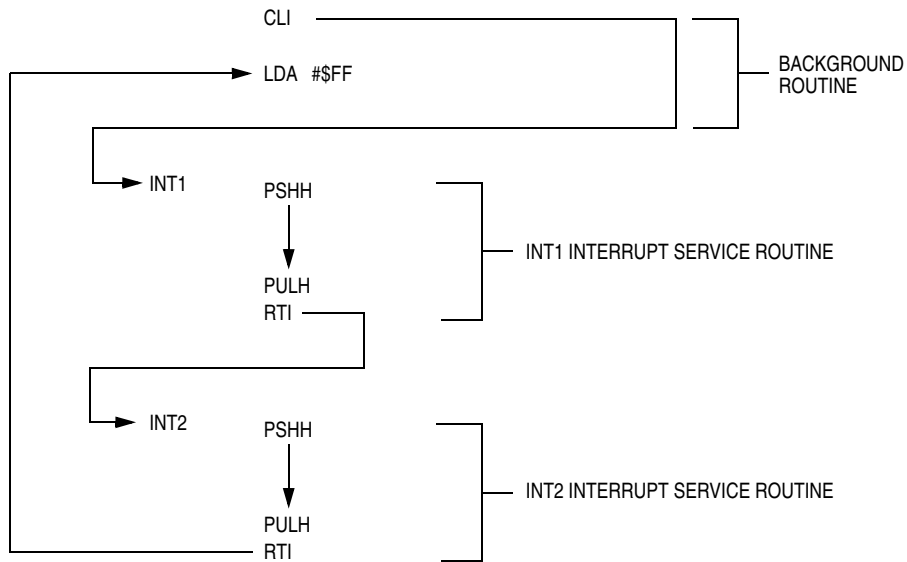 CLI
LDA #$FF
BACKGROUND
ROUTINE
INT1
PSHH
INT1 INTERRUPT SERVICE ROUTINE
PULH
RTI
INT2
PSHH
INT2 INTERRUPT SERVICE ROUTINE
PULH
RTI